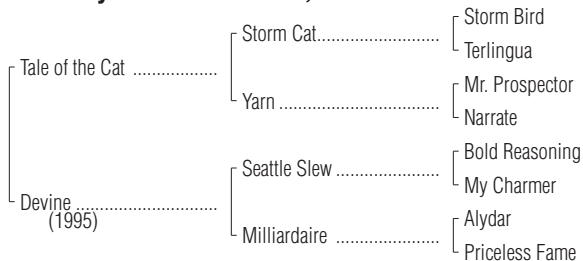 Storm Bird
Storm Cat....................................
Terlingua
Tale of the Cat ..................
Mr. Prospector
Yarn ...............................................
Narrate
Bold Reasoning
Seattle Slew ..............................
My Charmer
Devine ..............................
(1995)
Alydar
Milliardaire ..............................
Priceless Fame